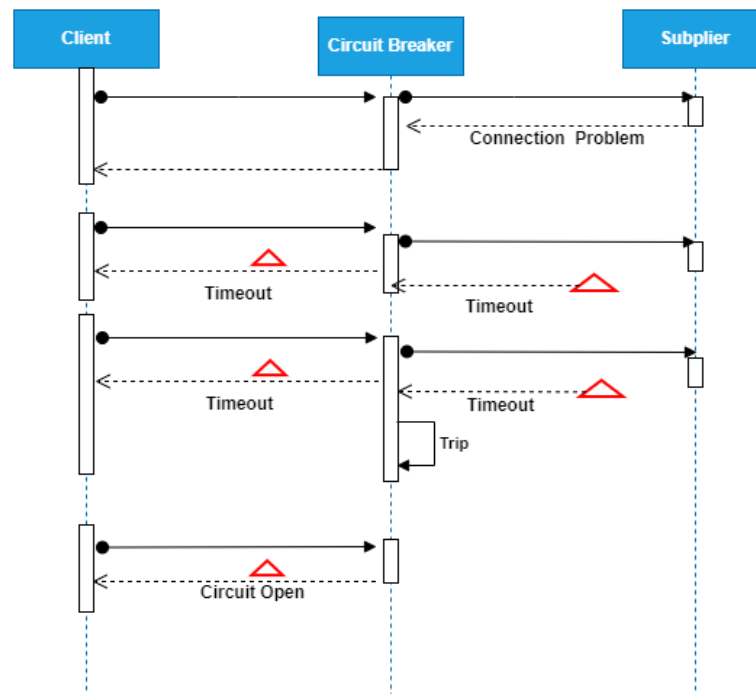 Client
Circuit Breaker
Subplier
Connection Problem
Timeout
Timeout
Timeout
Timeout
Trip
Circuit Open